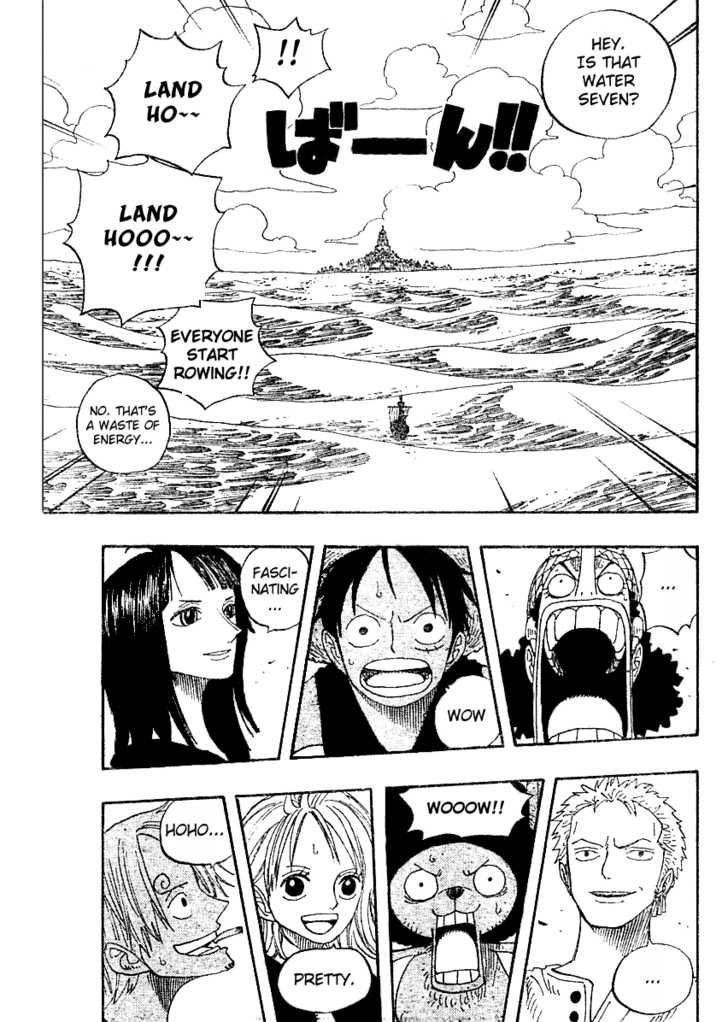 HEY.
IS THAT
WATER
SEVEN?
!!
LAND
HO~~
ばーん!!
LAND
HOOO~~
!!!
EVERYONE
START
ROWING!!
NO. THAT'S
A WASTE OF
ENERGY...
FASCI-
NATING
...
WOW
...
HOHO...
PRETTY.
WOOOW!!
...